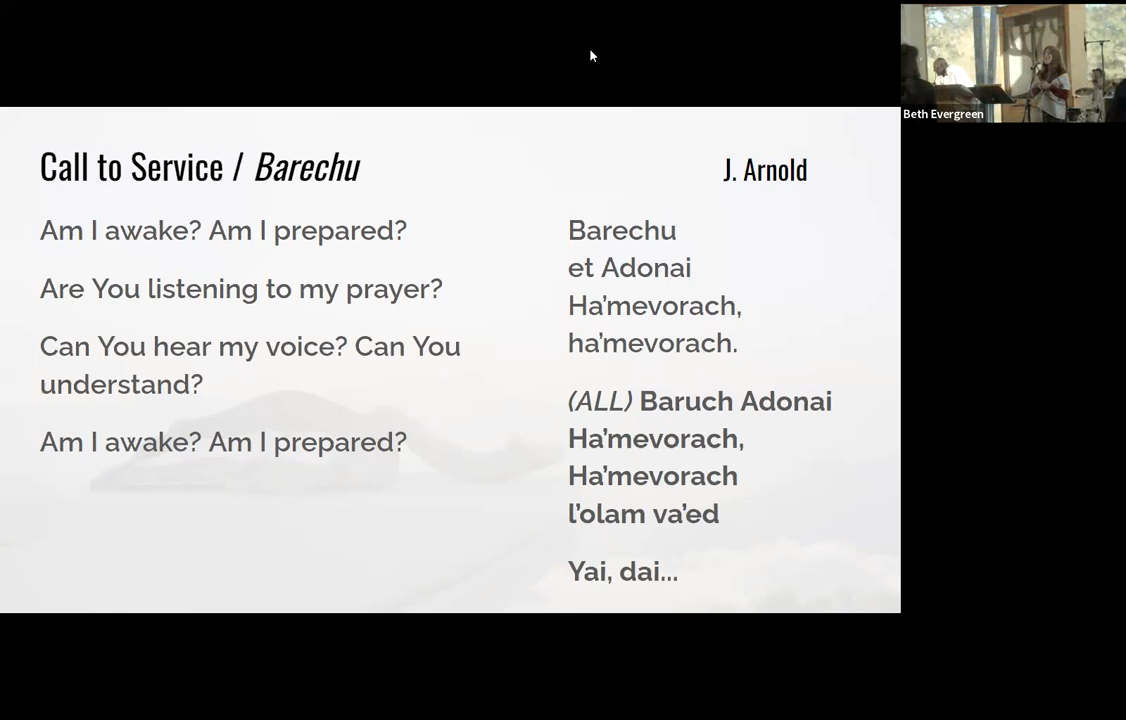 Call to Service / Barechu
J. Arnold
Am I awake? Am I prepared?
Are You listening to my prayer?
Can You hear my voice? Can You
understand?
Am I awake? Am I prepared?
Barechu
et Adonai
Ha’mevorach,
ha’mevorach.
(ALL) Baruch Adonai
Ha’mevorach,
Ha’mevorach
l’olam va’ed
Yai, dai...
Beth Evergreen